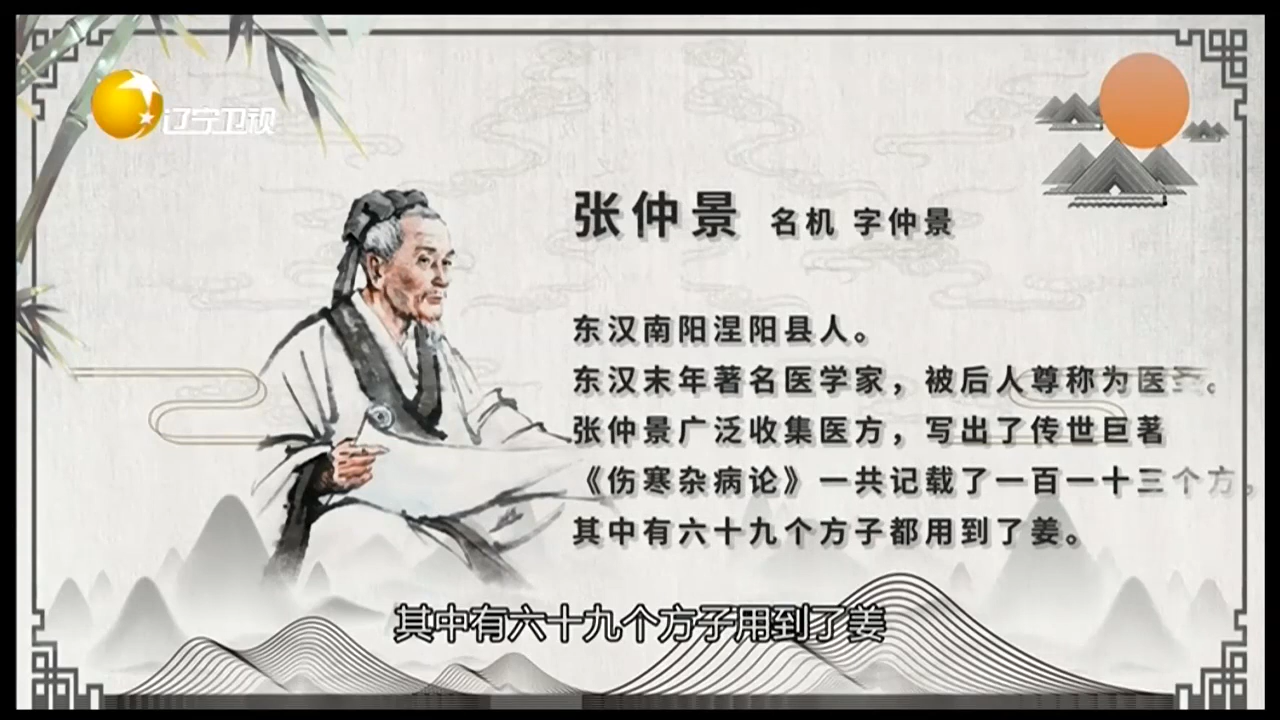 辽宁卫视
张仲景 名机 字仲景
东汉南阳涅阳县人。
东汉末年著名医学家，被后人尊称为医圣。
张仲景广泛收集医方，写出了传世巨著
《伤寒杂病论》一共记载了一百一十三个方，
其中有六十九个方子都用到了姜。
其中有六十九个方子用到了姜